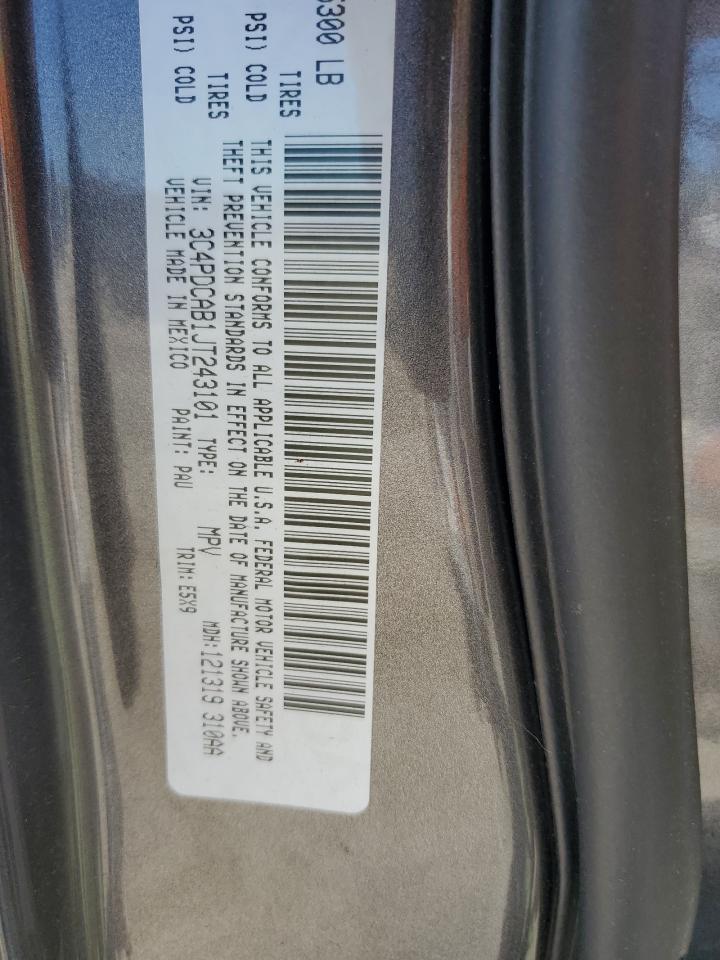 6300 LB
TIRES
PSI) COLD
TIRES
PSI) COLD
THIS VEHICLE CONFORMS TO ALL APPLICABLE U.S.A. FEDERAL MOTOR VEHICLE SAFETY AND
THEFT PREVENTION STANDARDS IN EFFECT ON THE DATE OF MANUFACTURE SHOWN ABOVE.
VIN: 3C4PDCAB1JT243101 TYPE: MPV MDH:121319 310AA
VEHICLE MADE IN MEXICO PAINT: PAU TRIM: E5X9